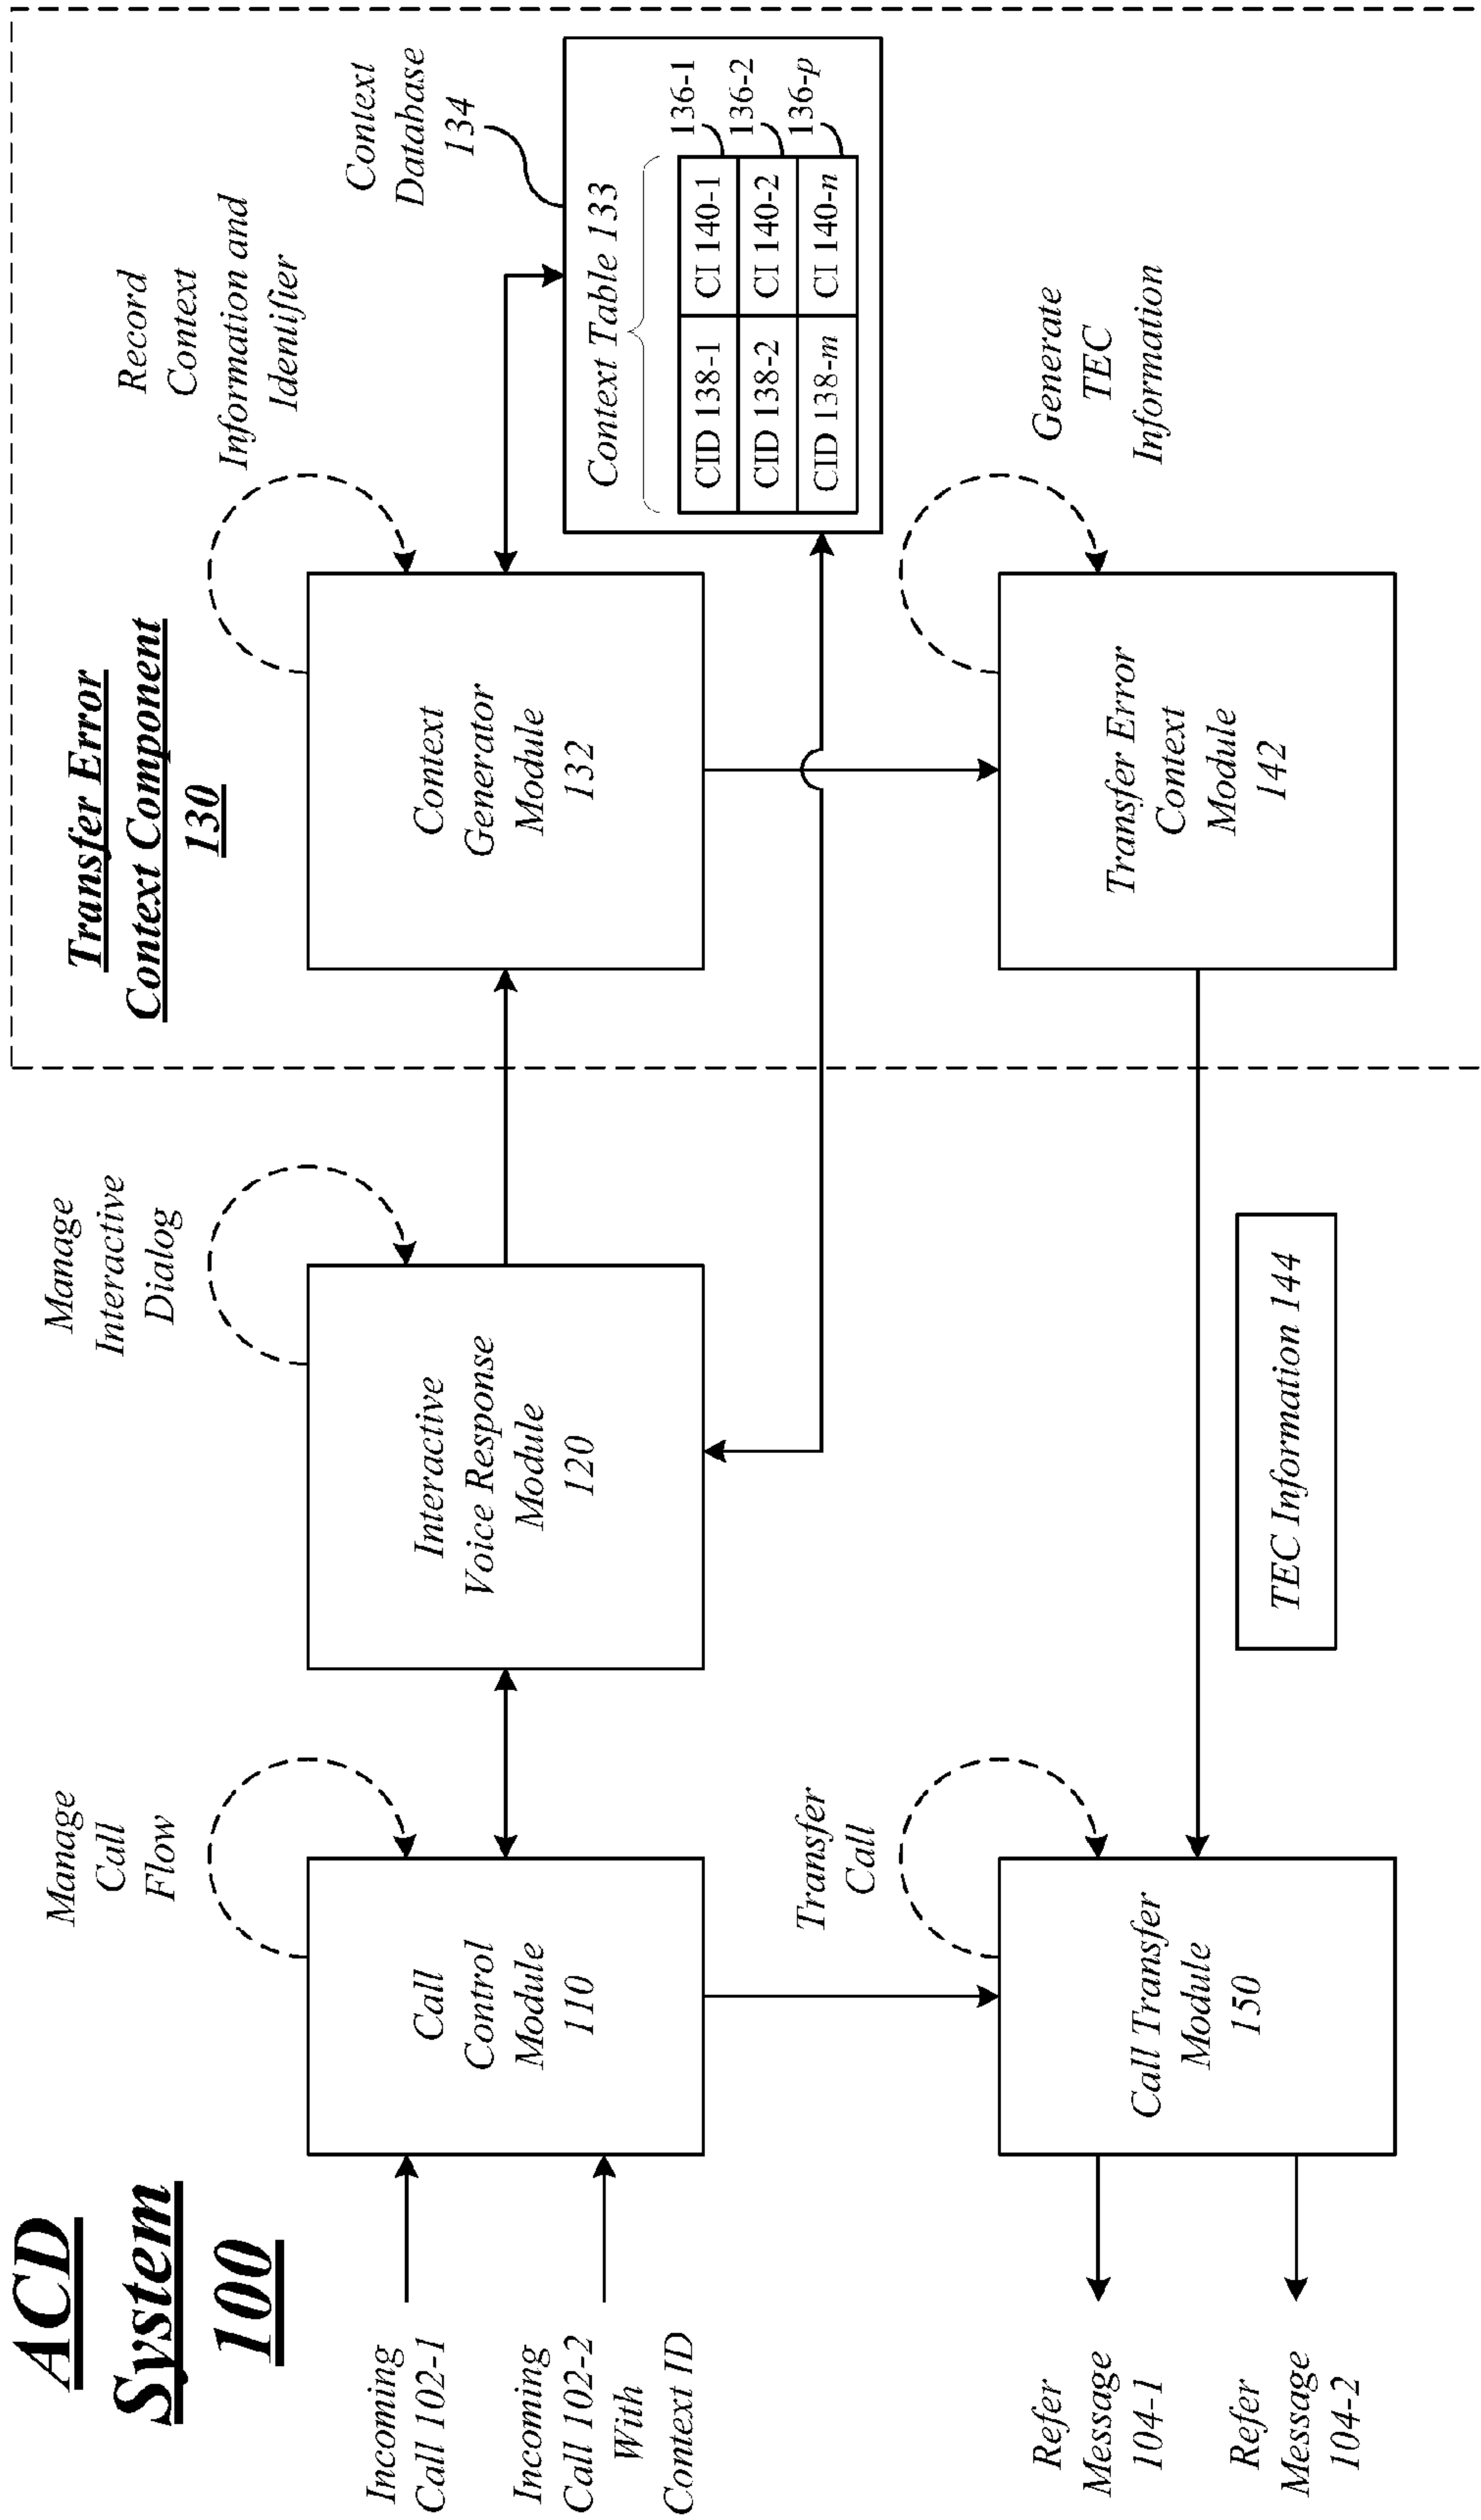 ACD
System
100
Transfer Error
Context Component
130
Manage
Call
Flow
Manage
Interactive
Dialog
Record
Context
Information and
Identifier
Context
Database
134
Incoming
Call 102-1
Incoming
Call 102-2
With
Context ID
Call
Control
Module
110
Interactive
Voice Response
Module
120
Context
Generator
Module
132
Context Table 133
CID 138-1
CI 140-1
136-1
CID 138-2
CI 140-2
136-2
CID 138-m
CI 140-n
136-p
Transfer
Call
Generate
TEC
Information
Refer
Message
104-1
Refer
Message
104-2
Call Transfer
Module
150
TEC Information 144
Transfer Error
Context
Module
142